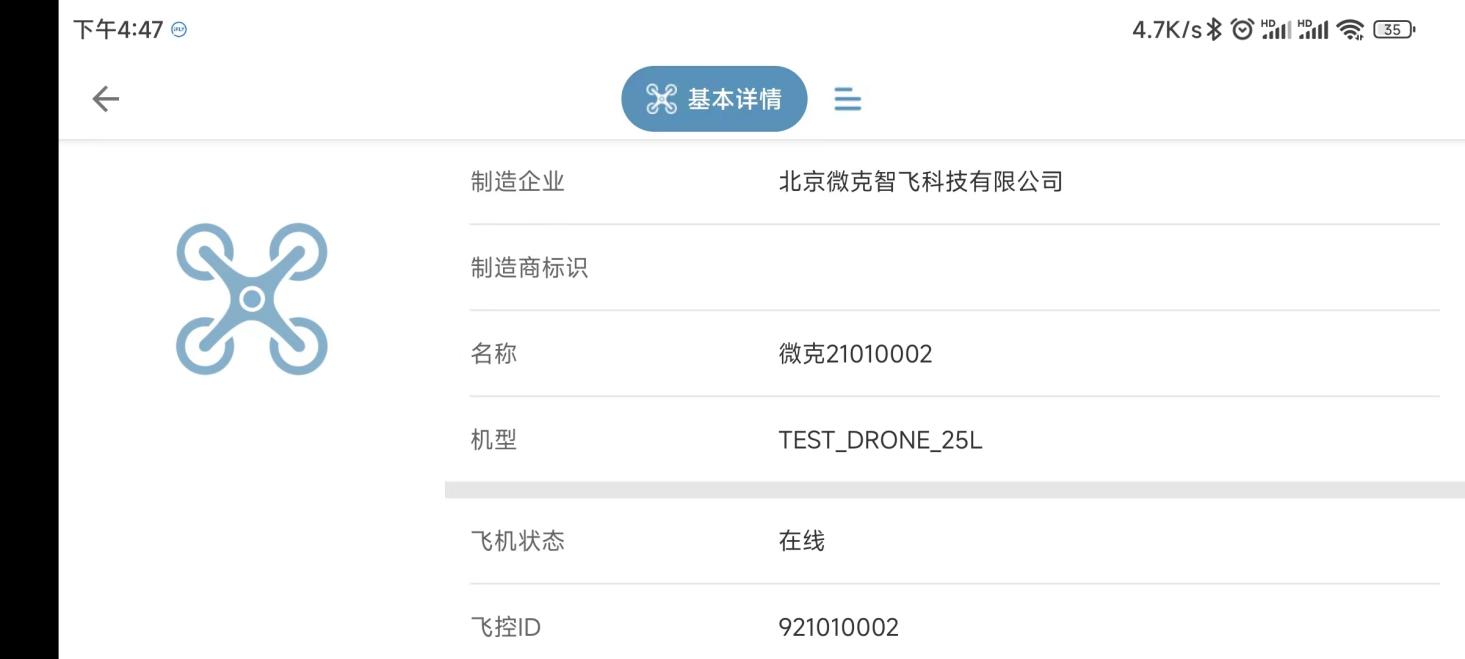 下午4:47 iFLY 4.7K/s HD HD 35
基本详情
制造企业 北京微克智飞科技有限公司
制造商标识
名称 微克21010002
机型 TEST_DRONE_25L
飞机状态 在线
飞控ID 921010002